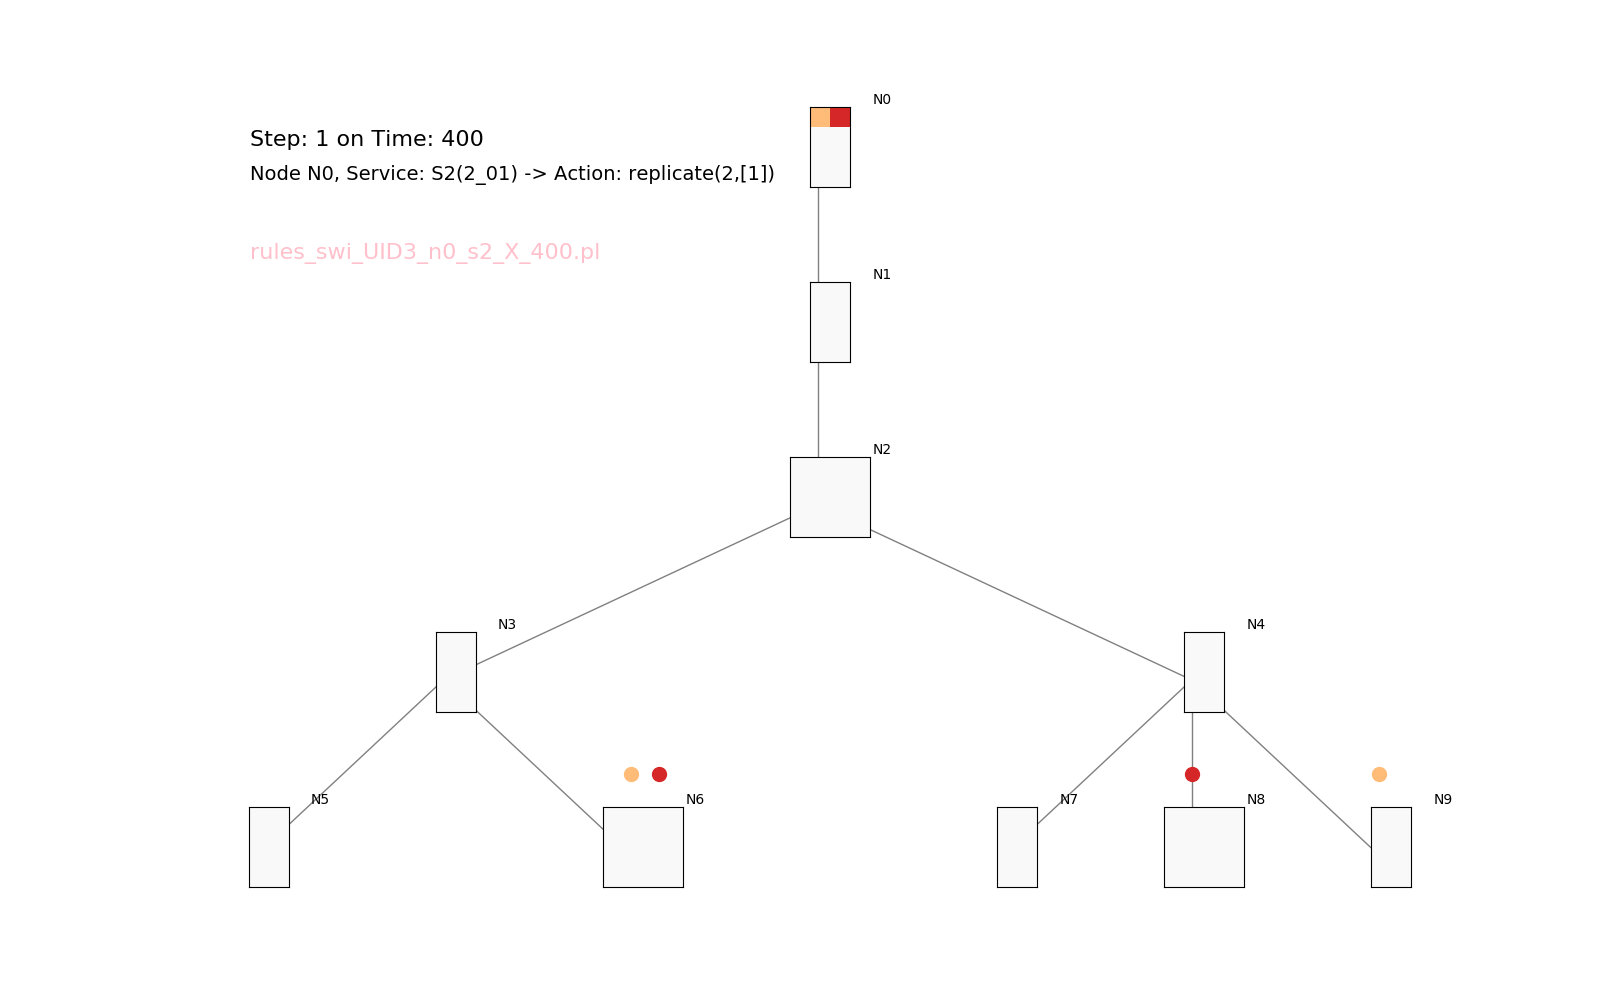 N0
Step: 1 on Time: 400
Node N0, Service: S2(2_01) -> Action: replicate(2,[1])
rules_swi_UID3_n0_s2_X_400.pl
N1
N2
N3
N4
N5
N6
N7
N8
N9